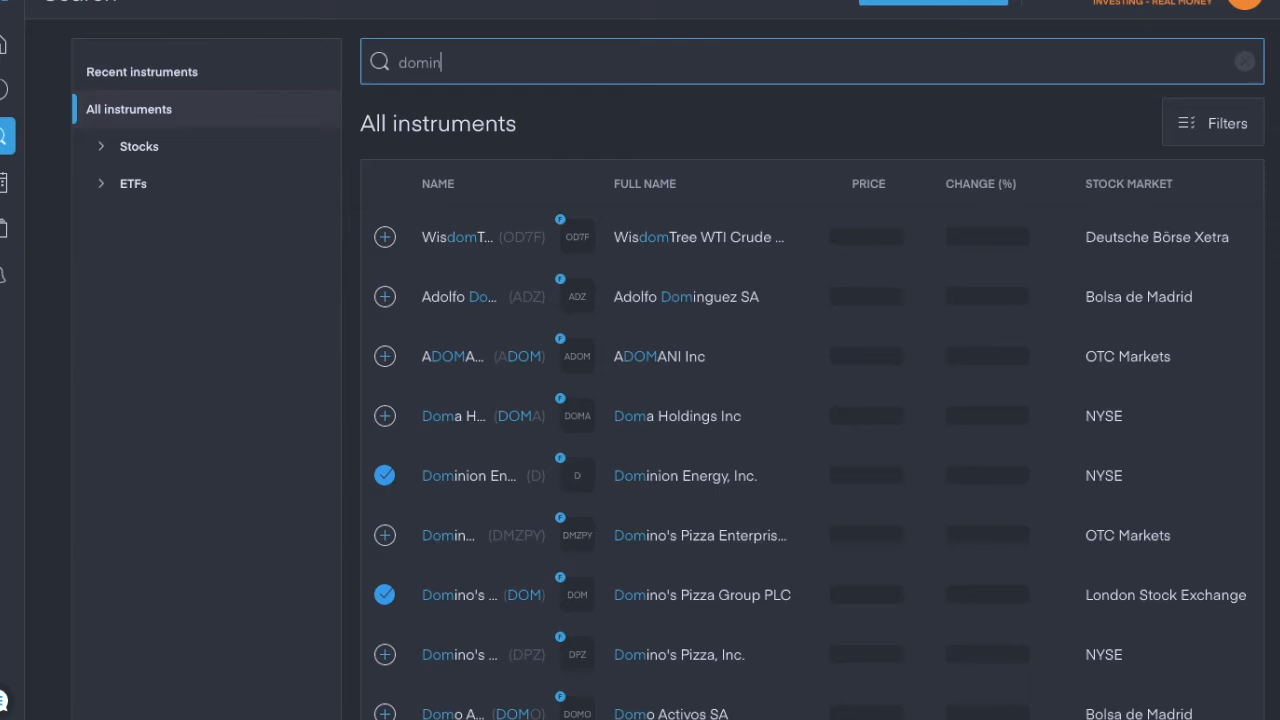 INVESTING - REAL MONEY
Recent instruments
All instruments
Stocks
ETFs
domin
All instruments
Filters
NAME FULL NAME PRICE CHANGE (%) STOCK MARKET
WisdomT... (OD7F) F OD7F WisdomTree WTI Crude ... Deutsche Börse Xetra
Adolfo Do... (ADZ) F ADZ Adolfo Dominguez SA Bolsa de Madrid
ADOMA... (ADOM) F ADOM ADOMANI Inc OTC Markets
Doma H... (DOMA) F DOMA Doma Holdings Inc NYSE
Dominion En... (D) F D Dominion Energy, Inc. NYSE
Domin... (DMZPY) F DMZPY Domino's Pizza Enterpris... OTC Markets
Domino's ... (DOM) F DOM Domino's Pizza Group PLC London Stock Exchange
Domino's ... (DPZ) F DPZ Domino's Pizza, Inc. NYSE
Domo A... (DOMO) F DOMO Domo Activos SA Bolsa de Madrid